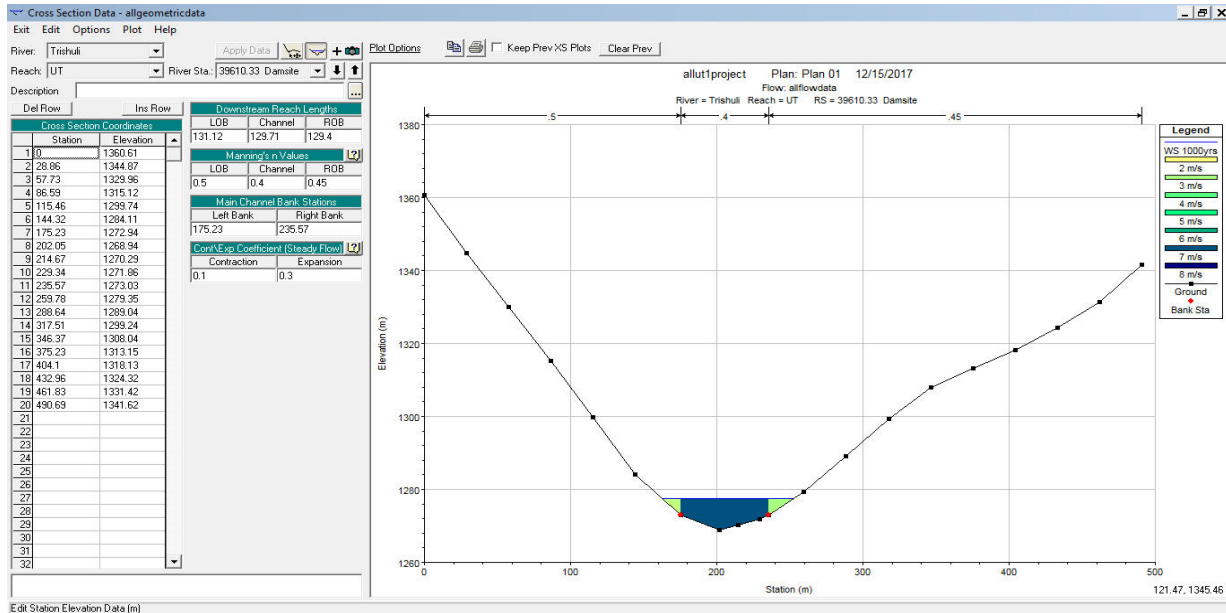 Cross Section Data - allgeometricdata
Exit Edit Options Plot Help
River: Trishuli Apply Data Plot Options Keep Prev XS Plots Clear Prev
Reach: UT River Sta.: 39610.33 Damsite
Description ...
Del Row Ins Row
Cross Section Coordinates
Station Elevation
1 0 1360.61
2 28.86 1344.87
3 57.73 1329.96
4 86.59 1315.12
5 115.46 1299.74
6 144.32 1284.11
7 175.23 1272.94
8 202.05 1268.94
9 214.67 1270.29
10 229.34 1271.86
11 235.57 1273.03
12 259.78 1279.35
13 288.64 1289.04
14 317.51 1299.24
15 346.37 1308.04
16 375.23 1313.15
17 404.1 1318.13
18 432.96 1324.32
19 461.83 1331.42
20 490.69 1341.62
21
22
23
24
25
26
27
28
29
30
31
32
Downstream Reach Lengths
LOB Channel ROB
131.12 129.71 129.4
Manning's n Values ?
LOB Channel ROB
0.5 0.4 0.45
Main Channel Bank Stations
Left Bank Right Bank
175.23 235.57
Cont\Exp Coefficient (Steady Flow) ?
Contraction Expansion
0.1 0.3
allut1project Plan: Plan 01 12/15/2017
Flow: allflowdata
River = Trishuli Reach = UT RS = 39610.33 Damsite
.5 .4 .45
1380
1360
1340
1320
1300
1280
1260
Elevation (m)
0 100 200 300 400 500
Station (m)
Legend
WS 1000yrs
2 m/s
3 m/s
4 m/s
5 m/s
6 m/s
7 m/s
8 m/s
Ground
Bank Sta
121.47, 1345.46
Edit Station Elevation Data (m)